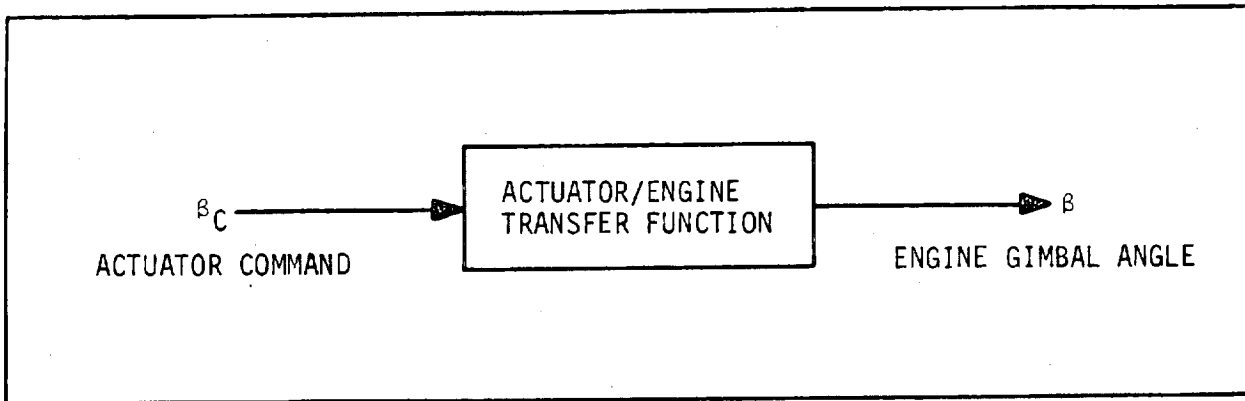 ACTUATOR/ENGINE
TRANSFER FUNCTION
βC
β
ACTUATOR COMMAND
ENGINE GIMBAL ANGLE